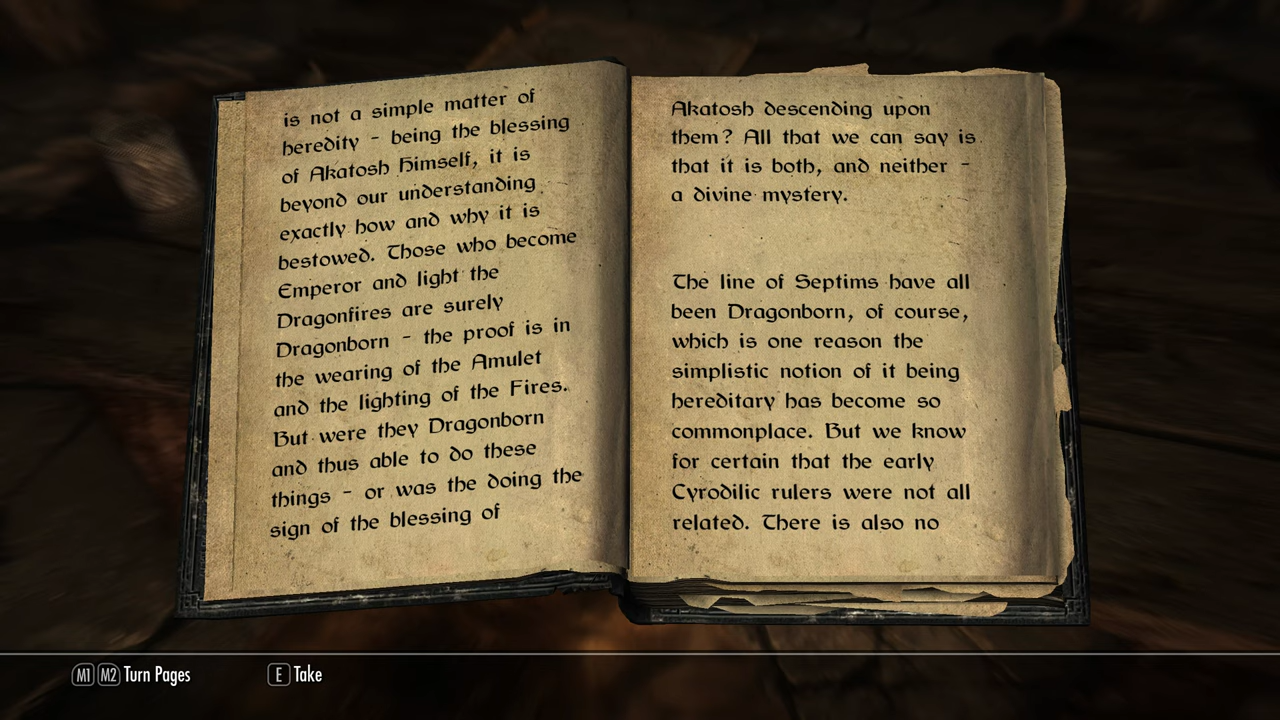 is not a simple matter of
heredity - being the blessing
of Akatosh Himself, it is
beyond our understanding
exactly how and why it is
bestowed. Those who become
Emperor and light the
Dragonfires are surely
Dragonborn - the proof is in
the wearing of the Amulet
and the lighting of the Fires.
But were they Dragonborn
and thus able to do these
things - or was the doing the
sign of the blessing of
Akatosh descending upon
them? All that we can say is
that it is both, and neither -
a divine mystery.
The line of Septims have all
been Dragonborn, of course,
which is one reason the
simplistic notion of it being
hereditary has become so
commonplace. But we know
for certain that the early
Cyrodilic rulers were not all
related. There is also no
M1 M2 Turn Pages
E Take